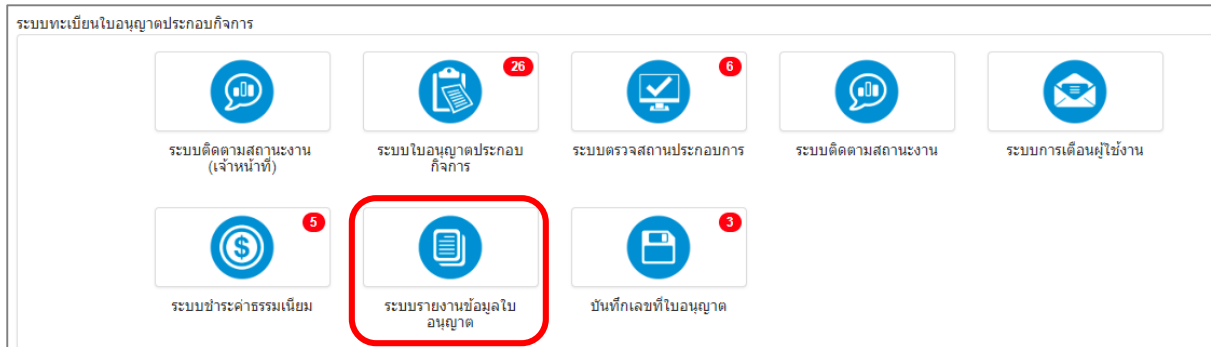 ระบบทะเบียนใบอนุญาตประกอบกิจการ
26
6
ระบบติดตามสถานะงาน
(เจ้าหน้าที่)
ระบบใบอนุญาตประกอบ
กิจการ
ระบบตรวจสถานประกอบการ
ระบบติดตามสถานะงาน
ระบบการเตือนผู้ใช้งาน
5
3
ระบบชำระค่าธรรมเนียม
ระบบรายงานข้อมูลใบ
อนุญาต
บันทึกเลขที่ใบอนุญาต